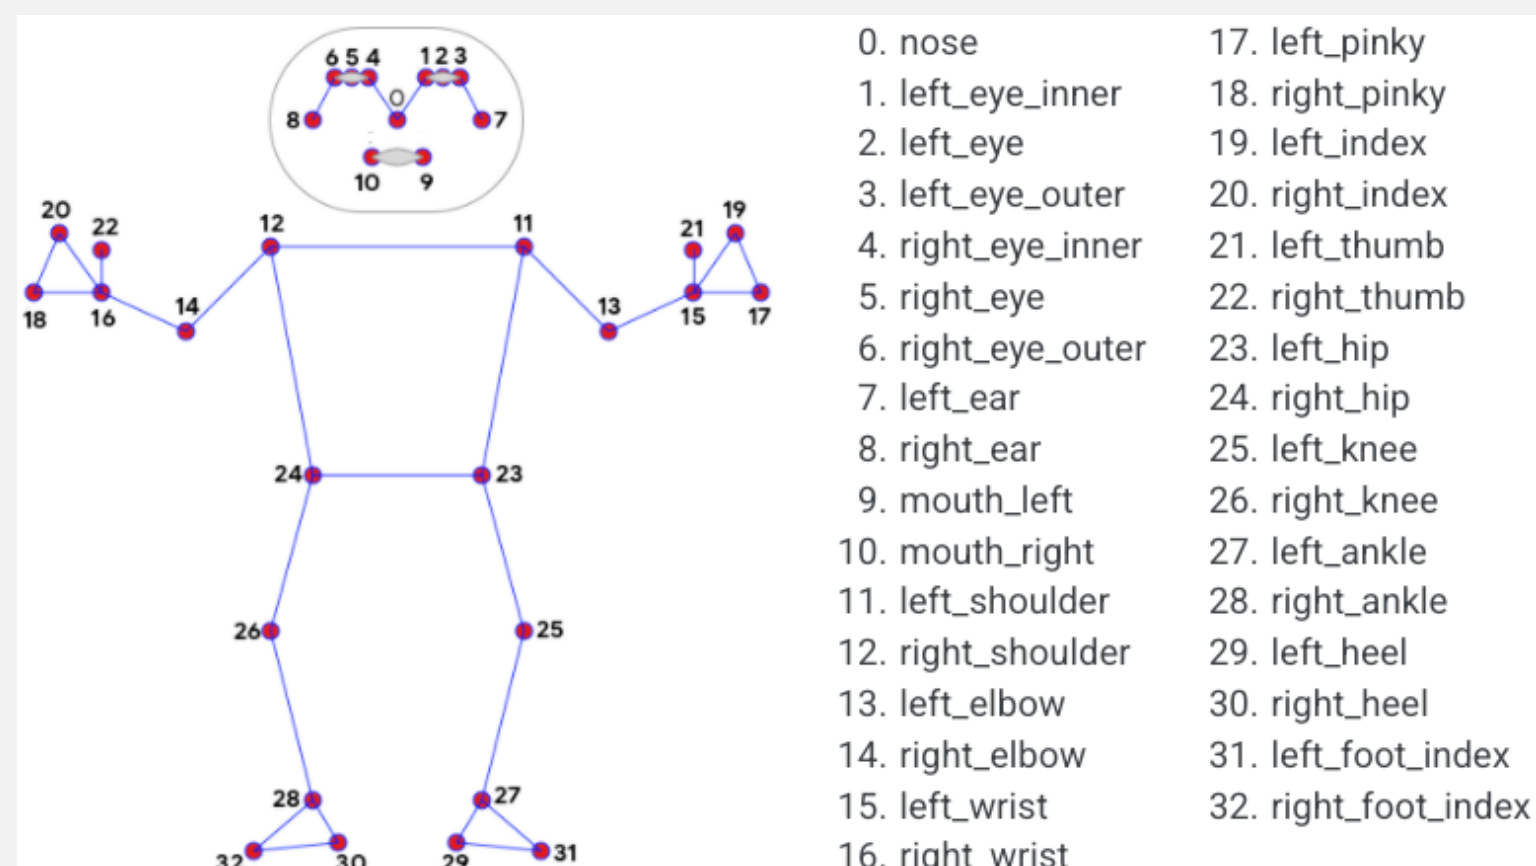 6 5 4 1 2 3
0
8 7
10 9
20 22 12 11 21 19
14 13
18 16 15 17
24 23
26 25
28 27
32 30 29 31
0. nose
1. left_eye_inner
2. left_eye
3. left_eye_outer
4. right_eye_inner
5. right_eye
6. right_eye_outer
7. left_ear
8. right_ear
9. mouth_left
10. mouth_right
11. left_shoulder
12. right_shoulder
13. left_elbow
14. right_elbow
15. left_wrist
16. right_wrist
17. left_pinky
18. right_pinky
19. left_index
20. right_index
21. left_thumb
22. right_thumb
23. left_hip
24. right_hip
25. left_knee
26. right_knee
27. left_ankle
28. right_ankle
29. left_heel
30. right_heel
31. left_foot_index
32. right_foot_index